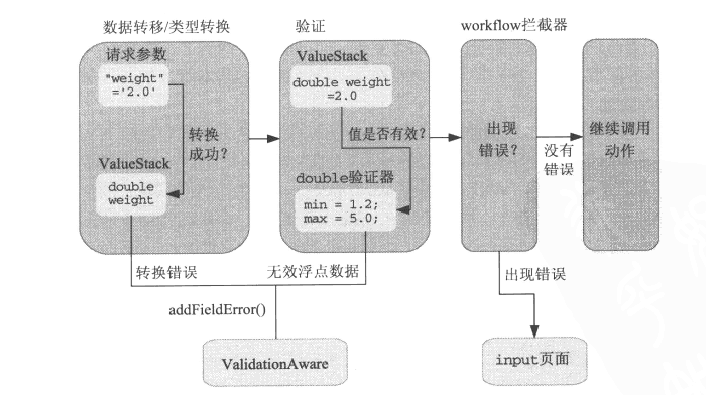 数据转移/类型转换
请求参数
"weight"
='2.0'
转换
成功？
ValueStack
double
weight
验证
ValueStack
double weight
=2.0
值是否有效？
double验证器
min = 1.2;
max = 5.0;
workflow拦截器
出现
错误？
没有
错误
继续调用
动作
转换错误
无效浮点数据
addFieldError()
ValidationAware
出现错误
input页面